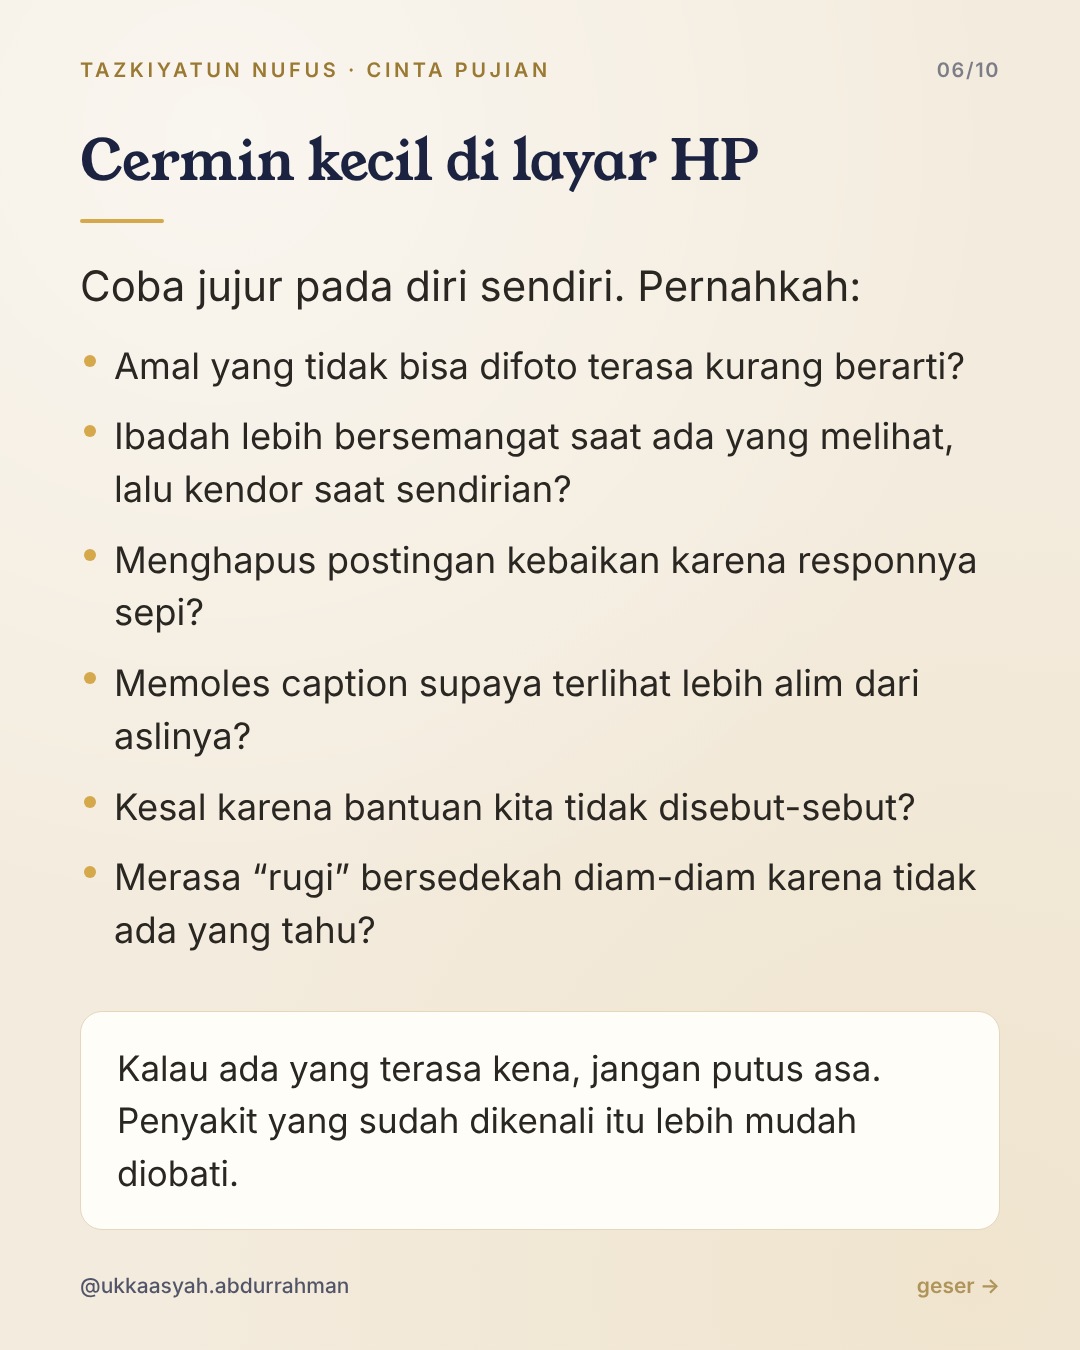 TAZKIYATUN NUFUS · CINTA PUJIAN
06/10
Cermin kecil di layar HP
Coba jujur pada diri sendiri. Pernahkah:
• Amal yang tidak bisa difoto terasa kurang berarti?
• Ibadah lebih bersemangat saat ada yang melihat,
lalu kendor saat sendirian?
• Menghapus postingan kebaikan karena responnya
sepi?
• Memoles caption supaya terlihat lebih alim dari
aslinya?
• Kesal karena bantuan kita tidak disebut-sebut?
• Merasa “rugi” bersedekah diam-diam karena tidak
ada yang tahu?
Kalau ada yang terasa kena, jangan putus asa.
Penyakit yang sudah dikenali itu lebih mudah
diobati.
@ukkaasyah.abdurrahman
geser →